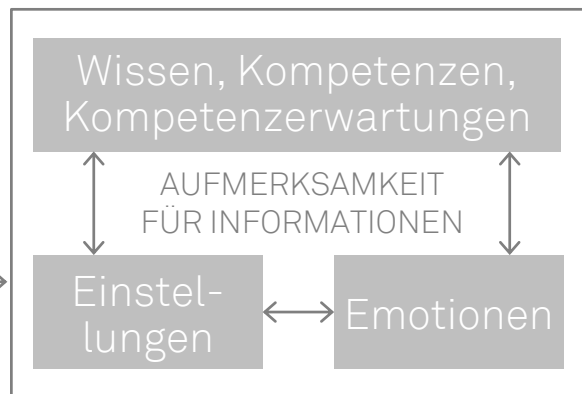 Wissen, Kompetenzen,
Kompetenzerwartungen
AUFMERKSAMKEIT
FÜR INFORMATIONEN
Einstel-
lungen
Emotionen